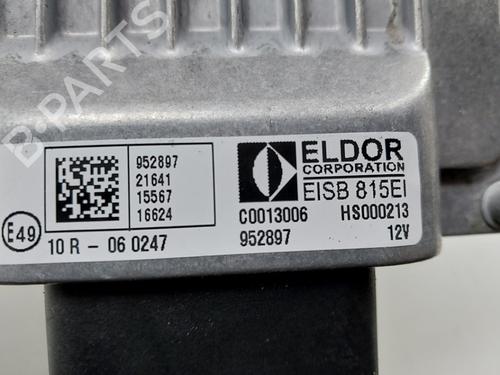 952897
21641
15567
16624
ELDOR
CORPORATION
EISB 815EI
C0013006 HS000213
952897 12V
E49
10 R - 06 0247
B-PARTS